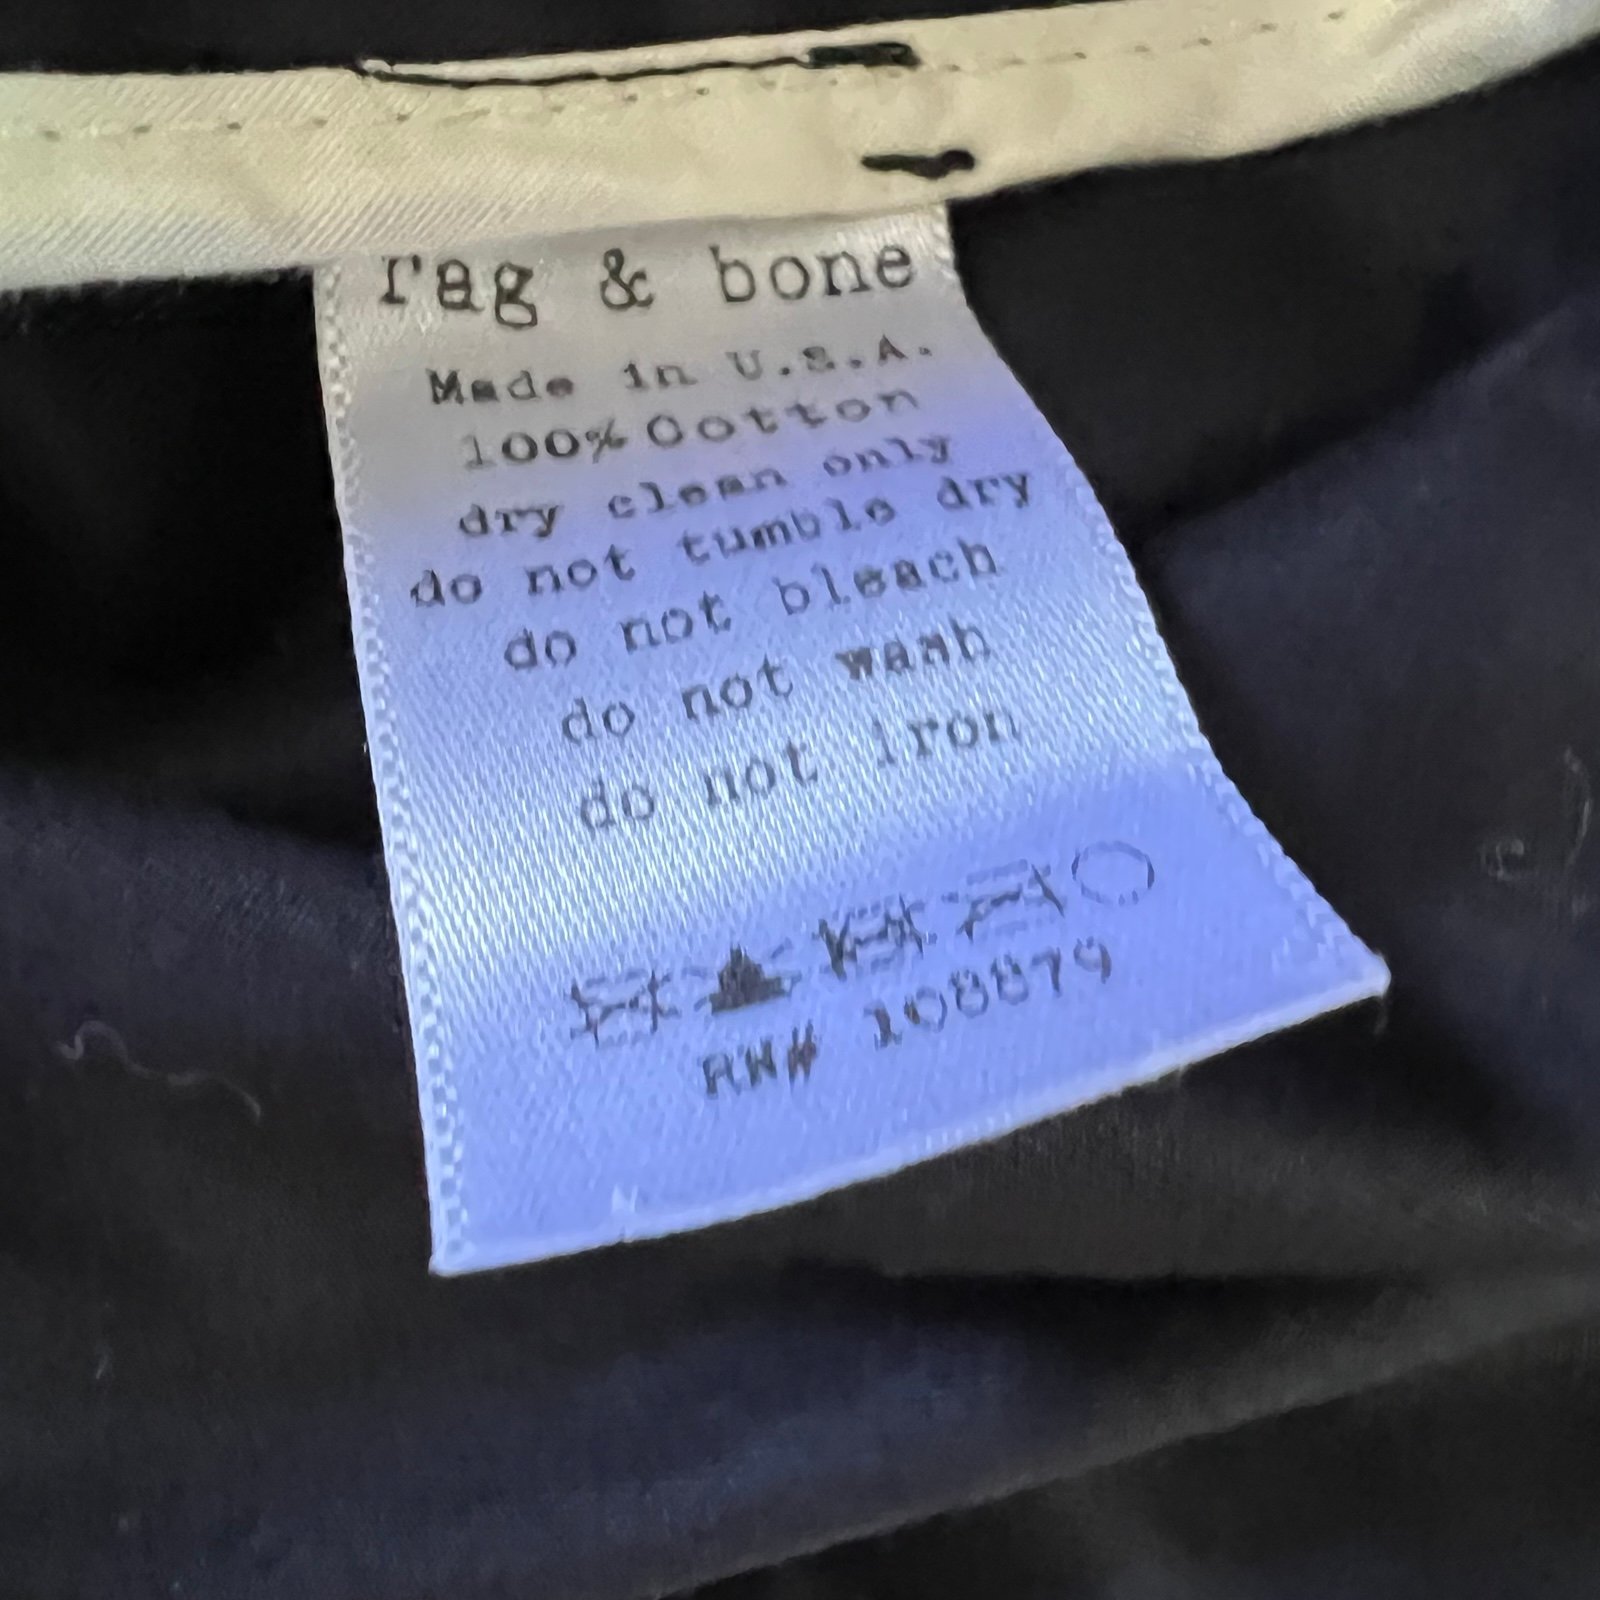 rag & bone
Made in U.S.A.
100% Cotton
dry clean only
do not tumble dry
do not bleach
do not wash
do not iron
RN# 108879